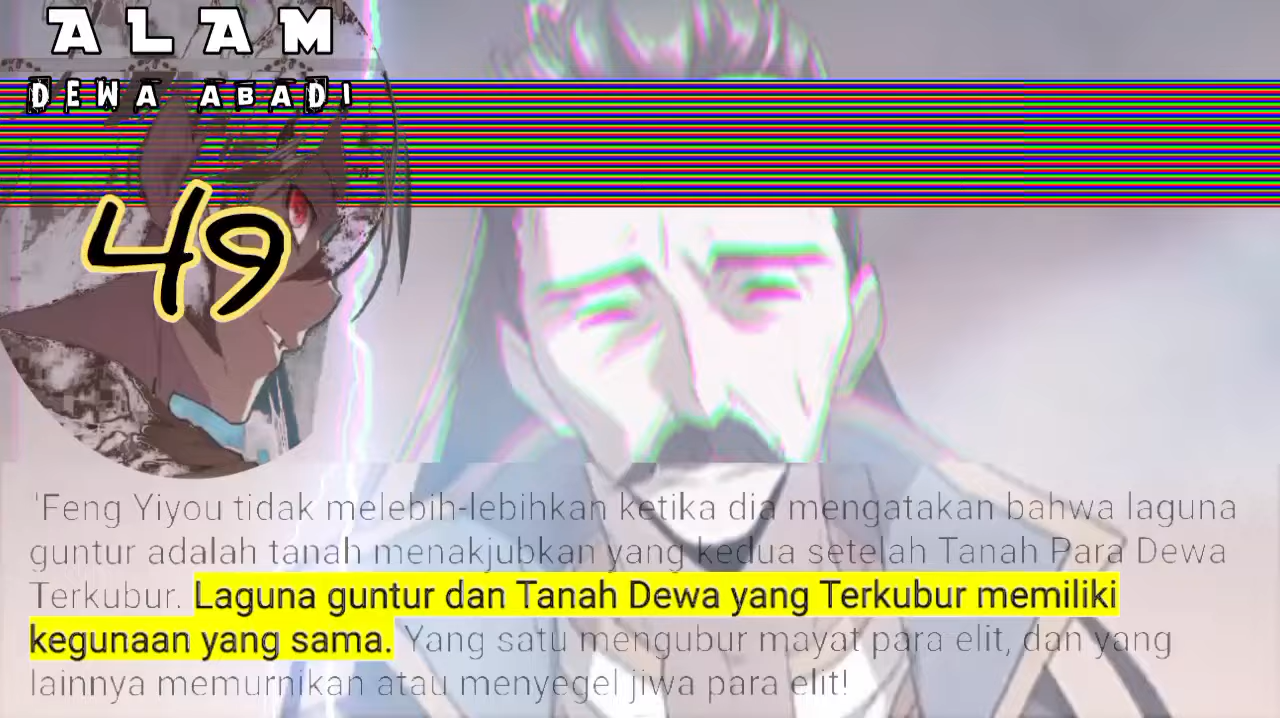 ALAM
DEWA ABADI
49
'Feng Yiyou tidak melebih-lebihkan ketika dia mengatakan bahwa laguna
guntur adalah tanah menakjubkan yang kedua setelah Tanah Para Dewa
Terkubur. Laguna guntur dan Tanah Dewa yang Terkubur memiliki
kegunaan yang sama. Yang satu mengubur mayat para elit, dan yang
lainnya memurnikan atau menyegel jiwa para elit!